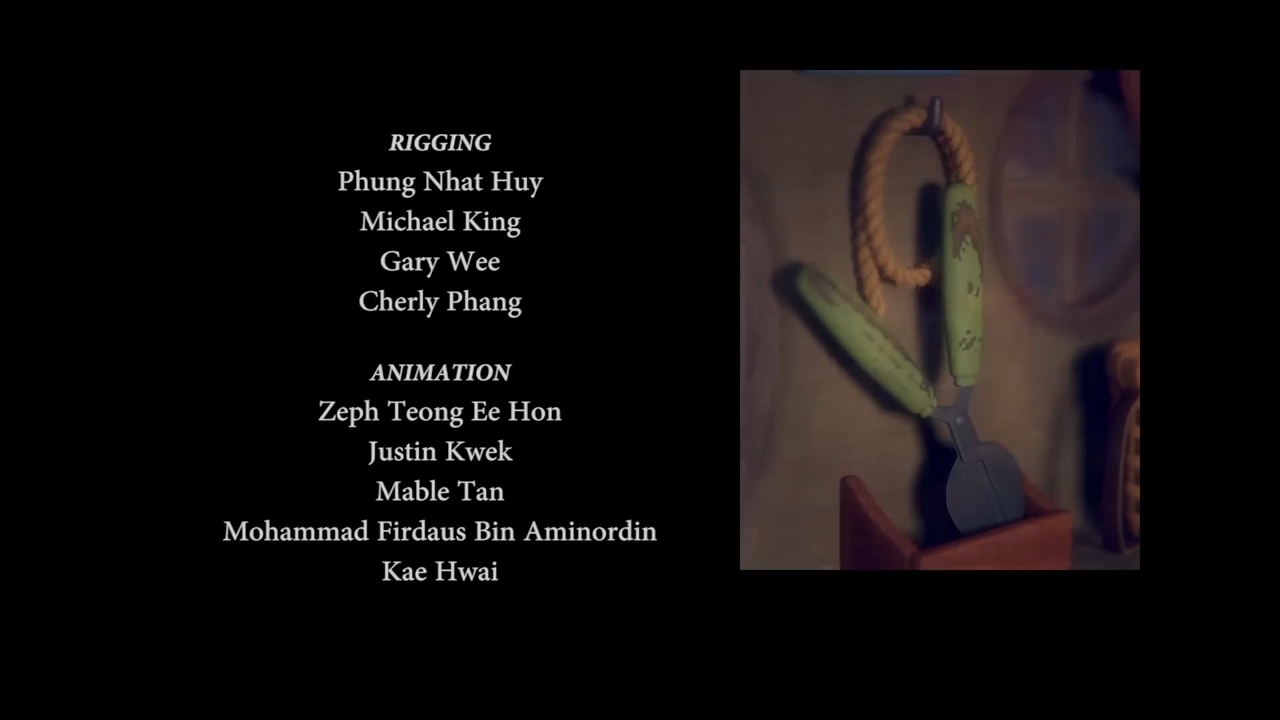 RIGGING
Phung Nhat Huy
Michael King
Gary Wee
Cherly Phang
ANIMATION
Zeph Teong Ee Hon
Justin Kwek
Mable Tan
Mohammad Firdaus Bin Aminordin
Kae Hwai